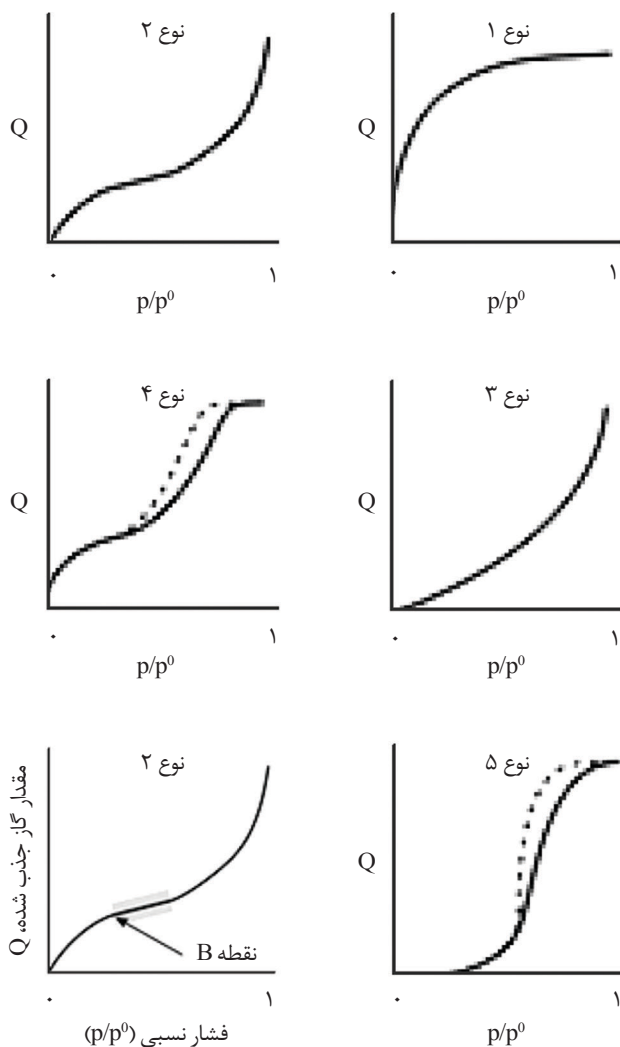 نوع ۱
Q
۰
۱
p/p⁰
نوع ۲
Q
۰
۱
p/p⁰
نوع ۳
Q
۰
۱
p/p⁰
نوع ۴
Q
۰
۱
p/p⁰
نوع ۵
Q
۰
۱
p/p⁰
نوع ۲
مقدار گاز جذب شده، Q
نقطه B
۰
۱
فشار نسبی (p/p⁰)